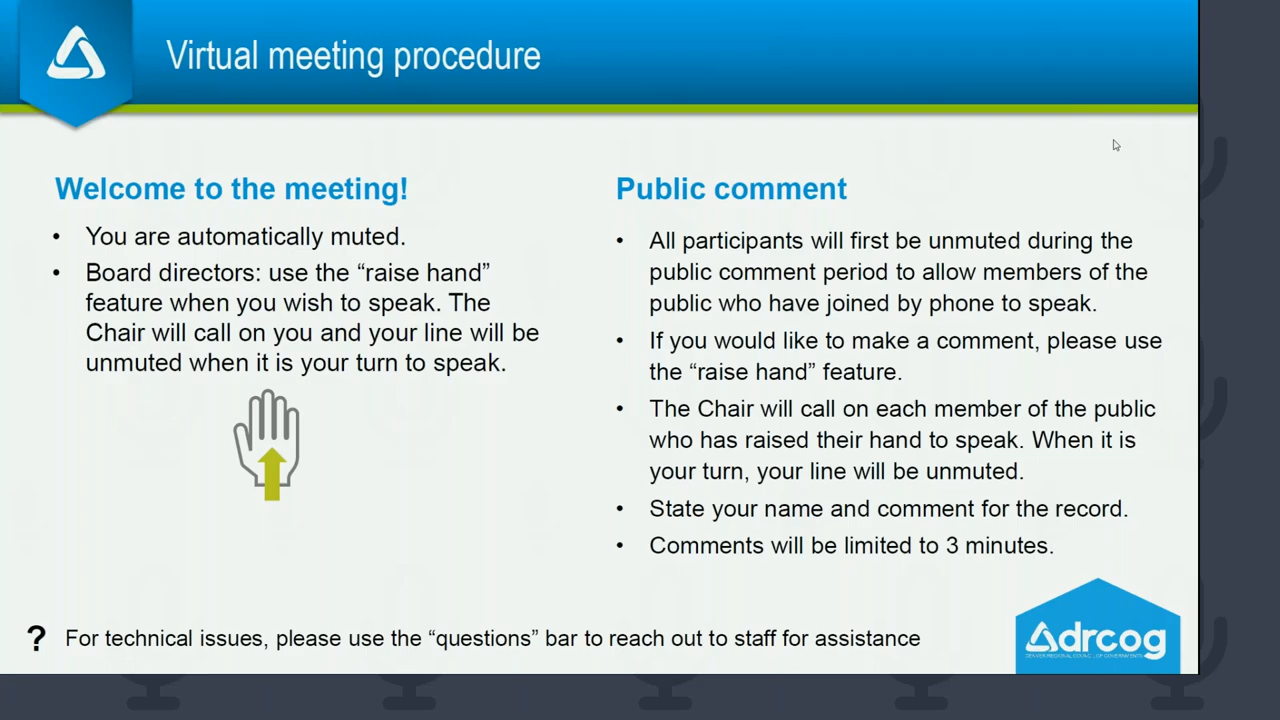 Virtual meeting procedure
Welcome to the meeting!
• You are automatically muted.
• Board directors: use the “raise hand”
feature when you wish to speak. The
Chair will call on you and your line will be
unmuted when it is your turn to speak.
Public comment
• All participants will first be unmuted during the
public comment period to allow members of the
public who have joined by phone to speak.
• If you would like to make a comment, please use
the “raise hand” feature.
• The Chair will call on each member of the public
who has raised their hand to speak. When it is
your turn, your line will be unmuted.
• State your name and comment for the record.
• Comments will be limited to 3 minutes.
? For technical issues, please use the “questions” bar to reach out to staff for assistance
drcog
DENVER REGIONAL COUNCIL OF GOVERNMENTS